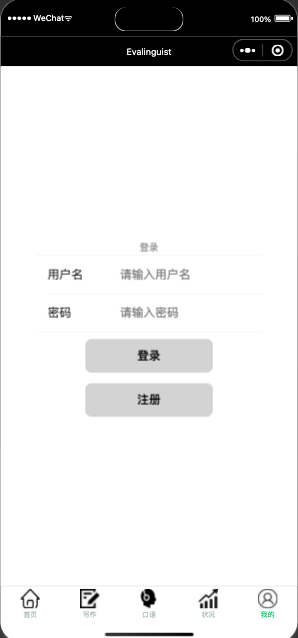 WeChat
100%
Evalinguist
登录
用户名 请输入用户名
密码 请输入密码
登录
注册
首页 写作 口语 状况 我的